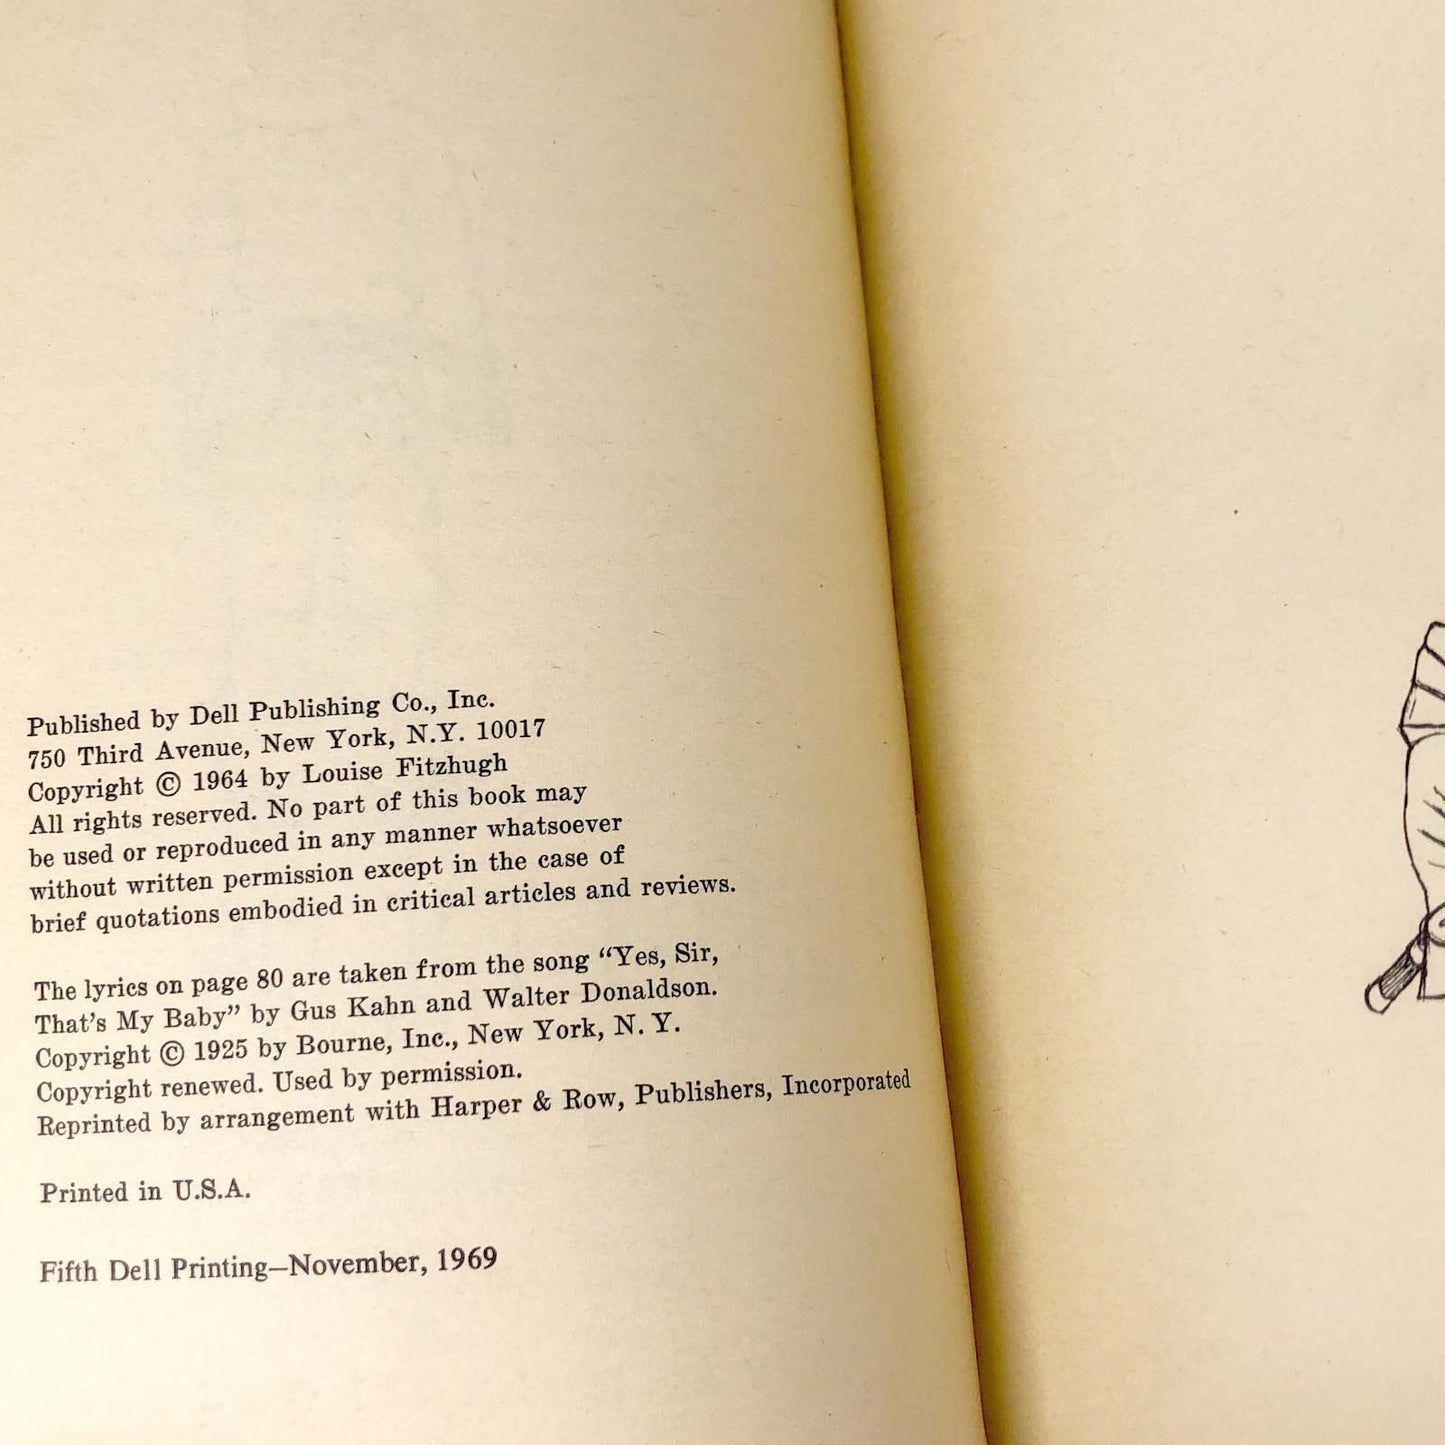 Published by Dell Publishing Co., Inc.
750 Third Avenue, New York, N.Y. 10017
Copyright © 1964 by Louise Fitzhugh
All rights reserved. No part of this book may
be used or reproduced in any manner whatsoever
without written permission except in the case of
brief quotations embodied in critical articles and reviews.
The lyrics on page 80 are taken from the song “Yes, Sir,
That's My Baby” by Gus Kahn and Walter Donaldson.
Copyright © 1925 by Bourne, Inc., New York, N. Y.
Copyright renewed. Used by permission.
Reprinted by arrangement with Harper & Row, Publishers, Incorporated
Printed in U.S.A.
Fifth Dell Printing—November, 1969